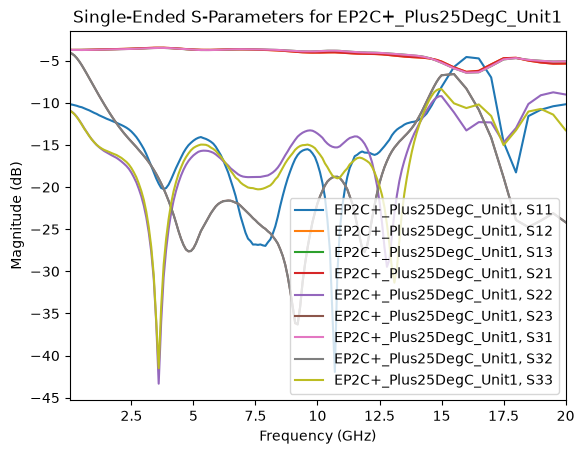 Single-Ended S-Parameters for EP2C+_Plus25DegC_Unit1
Magnitude (dB)
−5
−10
−15
−20
−25
−30
−35
−40
−45
EP2C+_Plus25DegC_Unit1, S11
EP2C+_Plus25DegC_Unit1, S12
EP2C+_Plus25DegC_Unit1, S13
EP2C+_Plus25DegC_Unit1, S21
EP2C+_Plus25DegC_Unit1, S22
EP2C+_Plus25DegC_Unit1, S23
EP2C+_Plus25DegC_Unit1, S31
EP2C+_Plus25DegC_Unit1, S32
EP2C+_Plus25DegC_Unit1, S33
2.5 5 7.5 10 12.5 15 17.5 20
Frequency (GHz)